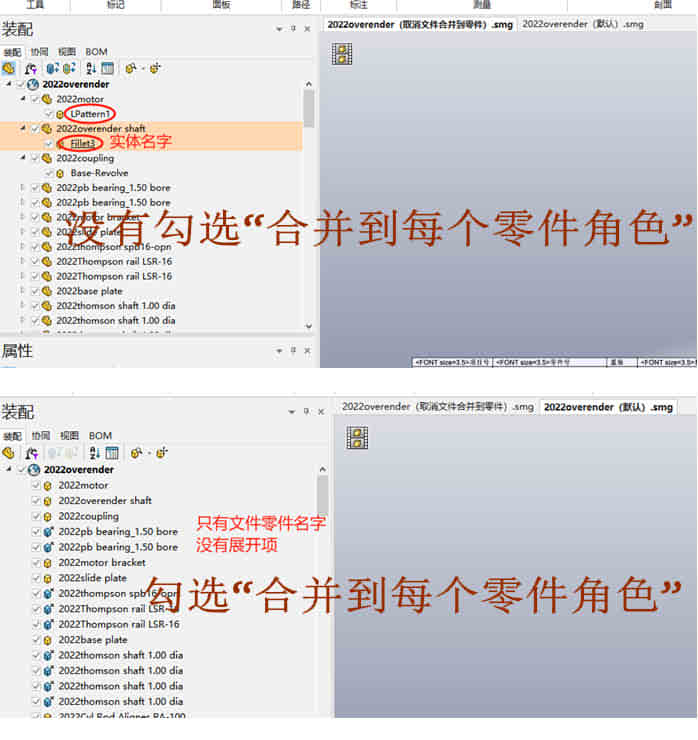 工具
标记
面板
路径
标注
测量
剖面
装配
2022overender（取消文件合并到零件）.smg
2022overender（默认）.smg
装配
协同
视图
BOM
2022overender
2022motor
LPattern1
2022overender shaft
Fillet3
实体名字
2022coupling
Base-Revolve
2022pb bearing_1.50 bore
2022pb bearing_1.50 bore
2022motor bracket
2022slide plate
没有勾选“合并到每个零件角色”
2022thompson spb16-opn
2022Thompson rail LSR-16
2022Thompson rail LSR-16
2022base plate
2022thomson shaft 1.00 dia
2022thomson shaft 1.00 dia
属性
<FONT size=3.5>项目号
<FONT size=3.5>零件号
<FONT size=3.5>
装配
2022overender（取消文件合并到零件）.smg
2022overender（默认）.smg
装配
协同
视图
BOM
2022overender
2022motor
2022overender shaft
2022coupling
2022pb bearing_1.50 bore
只有文件零件名字
2022pb bearing_1.50 bore
没有展开项
2022motor bracket
2022slide plate
勾选“合并到每个零件角色”
2022thompson spb16-opn
2022Thompson rail LSR-16
2022Thompson rail LSR-16
2022base plate
2022thomson shaft 1.00 dia
2022thomson shaft 1.00 dia
2022thomson shaft 1.00 dia
2022thomson shaft 1.00 dia
2022Cyl Rod Aligner RA-100